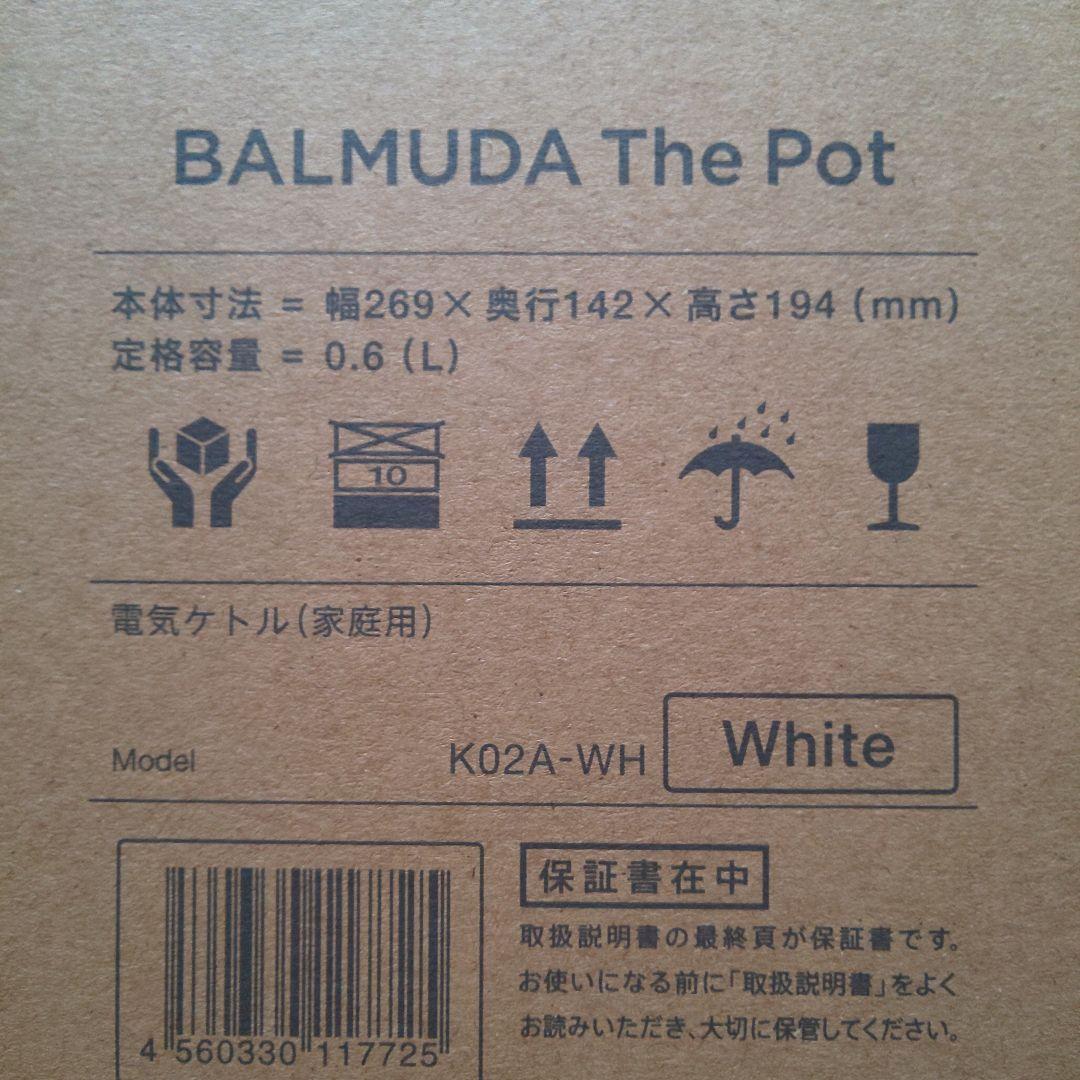 BALMUDA The Pot
本体寸法 = 幅269×奥行142×高さ194 (mm)
定格容量 = 0.6 (L)
10
電気ケトル(家庭用)
Model K02A-WH White
保証書在中
取扱説明書の最終頁が保証書です。
お使いになる前に「取扱説明書」をよく
お読みいただき、大切に保管してください。
4 560330 117725